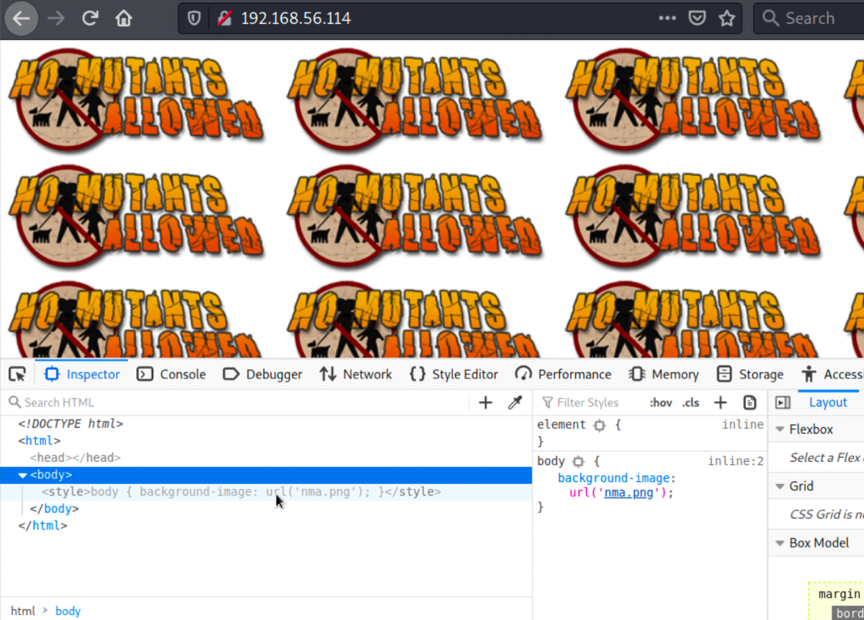 192.168.56.114
Search
NO MUTANTS NO MUTANTS NO MUTANTS
ALLOWED ALLOWED ALLOWED
NO MUTANTS NO MUTANTS NO MUTANTS
ALLOWED ALLOWED ALLOWED
NO MUTANTS NO MUTANTS NO MUTANTS
ALLOWED ALLOWED ALLOWED
Inspector Console Debugger Network {} Style Editor Performance Memory Storage Access
Search HTML + Filter Styles :hov .cls + Layout
<!DOCTYPE html>
<html>
<head></head>
<body>
<style>body { background-image: url('nma.png'); }</style>
</body>
</html>
element { inline
}
body { inline:2
background-image:
url('nma.png');
}
Flexbox
Select a Flex
Grid
CSS Grid is n
Box Model
margin
bord
html > body